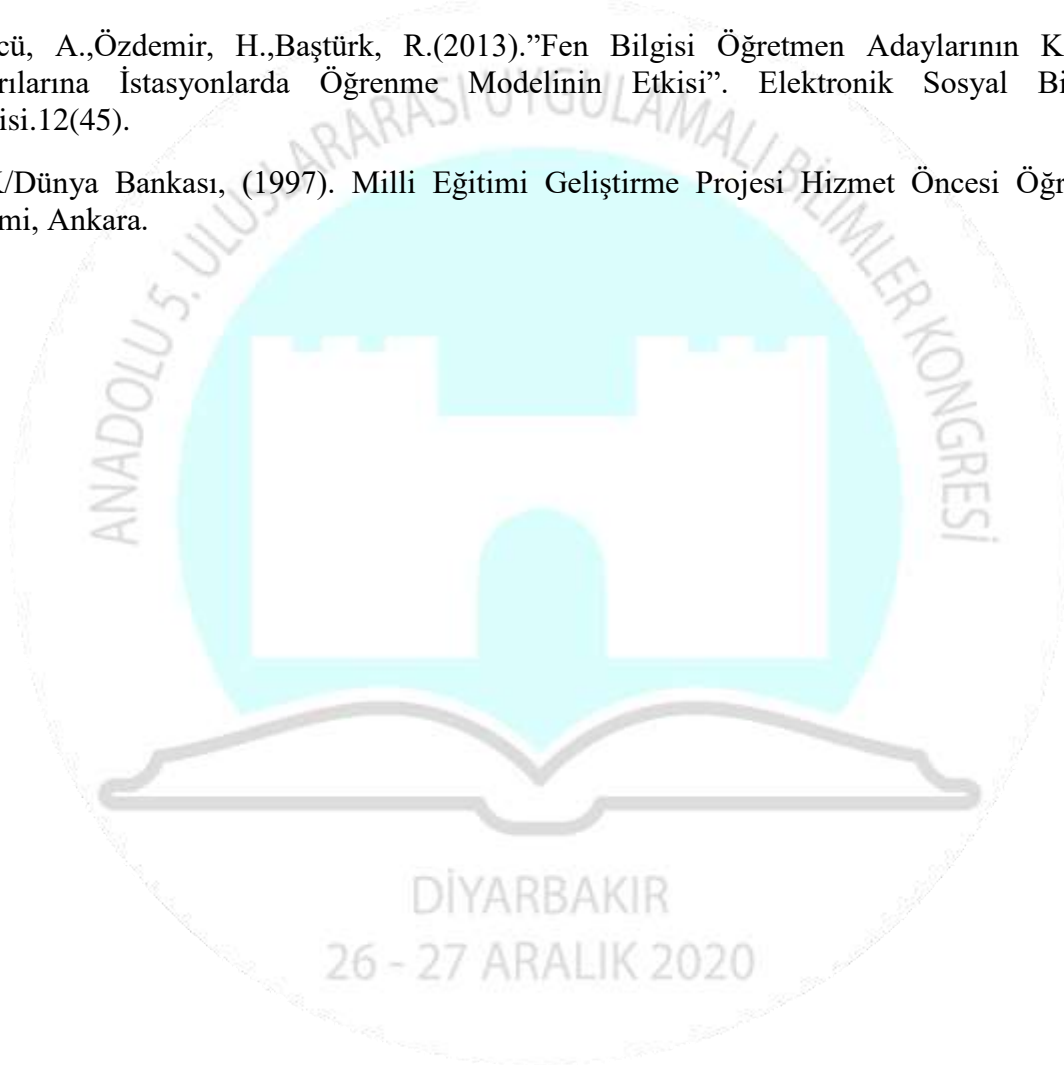 cü, A.,Özdemir, H.,Baştürk, R.(2013).”Fen Bilgisi Öğretmen Adaylarının K
rılarına İstasyonlarda Öğrenme Modelinin Etkisi”. Elektronik Sosyal Bi
isi.12(45).
/Dünya Bankası, (1997). Milli Eğitimi Geliştirme Projesi Hizmet Öncesi Öğr
mi, Ankara.
ANADOLU 5. ULUSLARARASI UYGULAMALI BİLİMLER KONGRESİ
DİYARBAKIR
26 - 27 ARALIK 2020